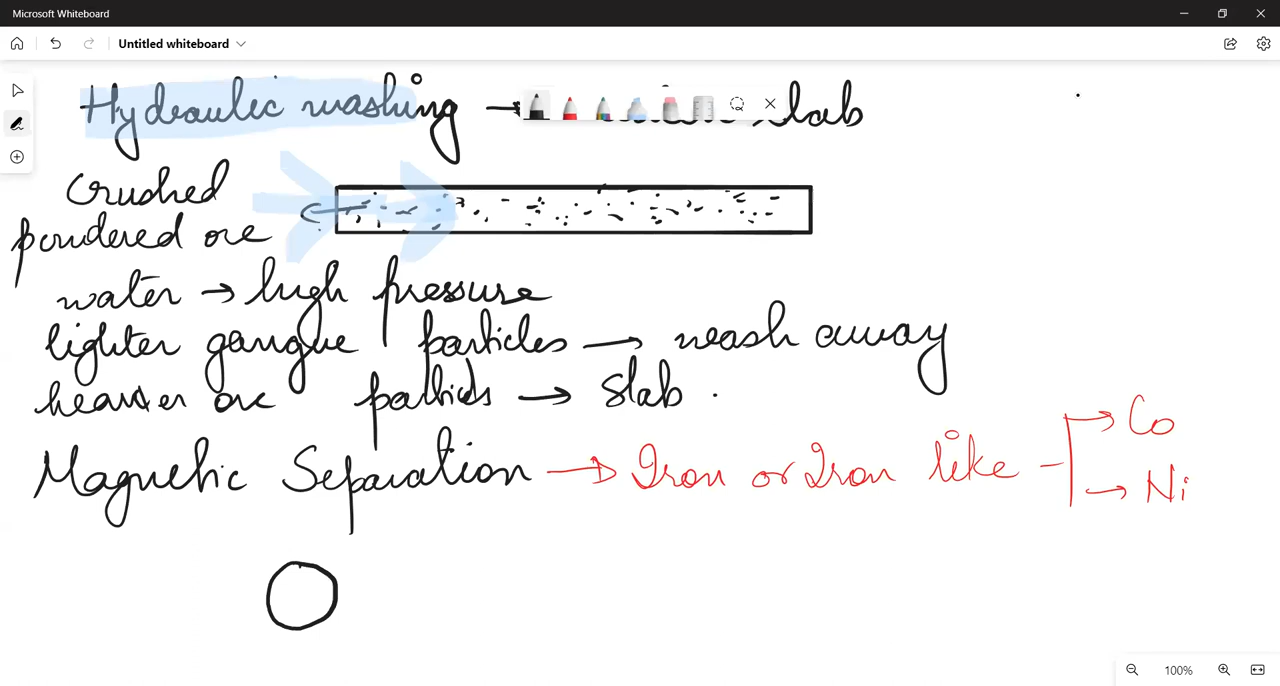 Microsoft Whiteboard
Untitled whiteboard
Hydraulic washing → slab
Crushed
powdered ore
water → high pressure
lighter gangue particles → wash away
heavier ore particles → slab.
Magnetic Separation → Iron or Iron like
→ Co
→ Ni
100%